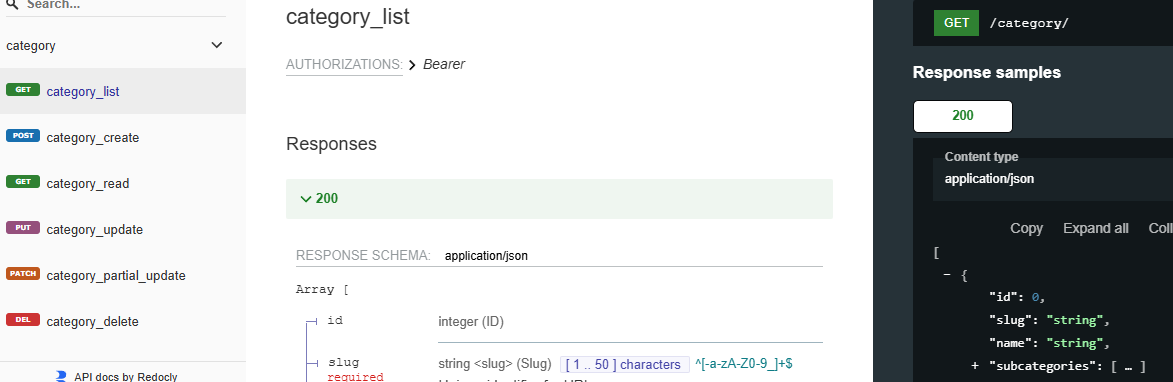 Search...
category
GET category_list
POST category_create
GET category_read
PUT category_update
PATCH category_partial_update
DEL category_delete
API docs by Redocly
category_list
AUTHORIZATIONS: Bearer
Responses
200
RESPONSE SCHEMA: application/json
Array [
id integer (ID)
slug string <slug> (Slug) [ 1 .. 50 ] characters ^[-a-zA-Z0-9_]+$
required
GET /category/
Response samples
200
Content type
application/json
Copy Expand all Coll
[
- {
"id": 0,
"slug": "string",
"name": "string",
+ "subcategories": [ … ]